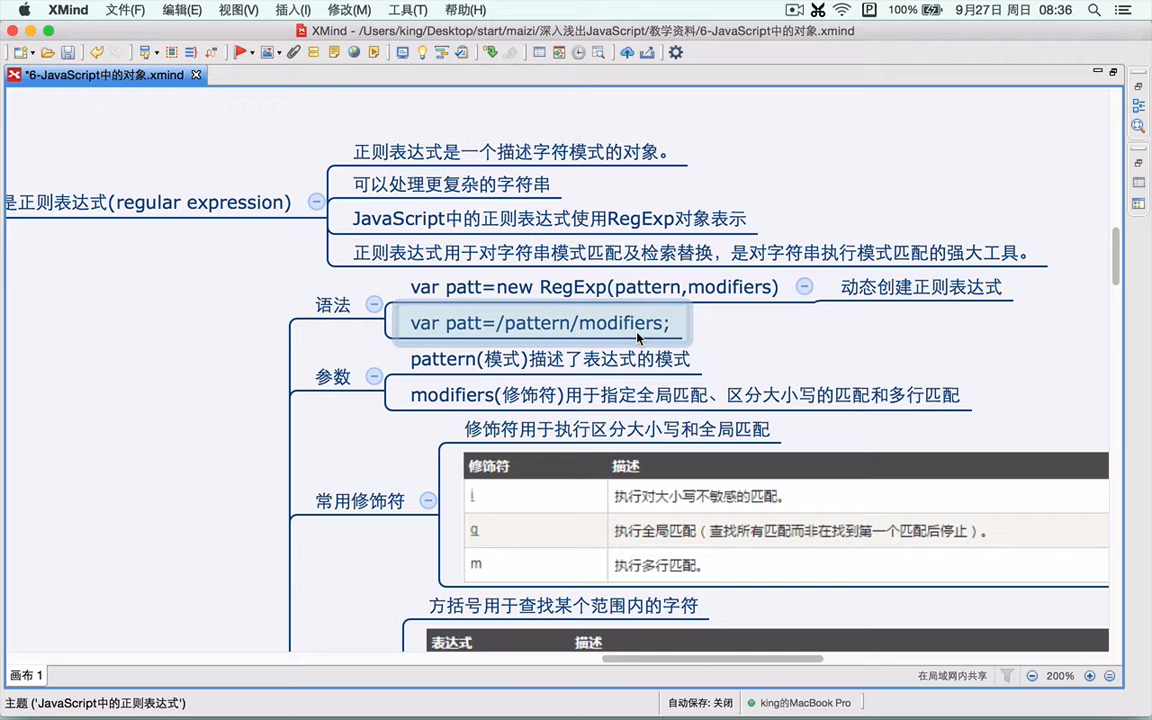 XMind 文件(F) 编辑(E) 视图(V) 插入(I) 修改(M) 工具(T) 帮助(H) 100% 9月27日 周日 08:36
XMind - /Users/king/Desktop/start/maizi/深入浅出JavaScript/教学资料/6-JavaScript中的对象.xmind
*6-JavaScript中的对象.xmind
正则表达式是一个描述字符模式的对象。
可以处理更复杂的字符串
是正则表达式(regular expression)
JavaScript中的正则表达式使用RegExp对象表示
正则表达式用于对字符串模式匹配及检索替换，是对字符串执行模式匹配的强大工具。
var patt=new RegExp(pattern,modifiers) 动态创建正则表达式
语法
var patt=/pattern/modifiers;
pattern(模式)描述了表达式的模式
参数
modifiers(修饰符)用于指定全局匹配、区分大小写的匹配和多行匹配
修饰符用于执行区分大小写和全局匹配
修饰符 描述
i 执行对大小写不敏感的匹配。
常用修饰符
g 执行全局匹配（查找所有匹配而非在找到第一个匹配后停止）。
m 执行多行匹配。
方括号用于查找某个范围内的字符
表达式 描述
画布 1 在局域网内共享 200%
主题 ('JavaScript中的正则表达式') 自动保存: 关闭 king的MacBook Pro